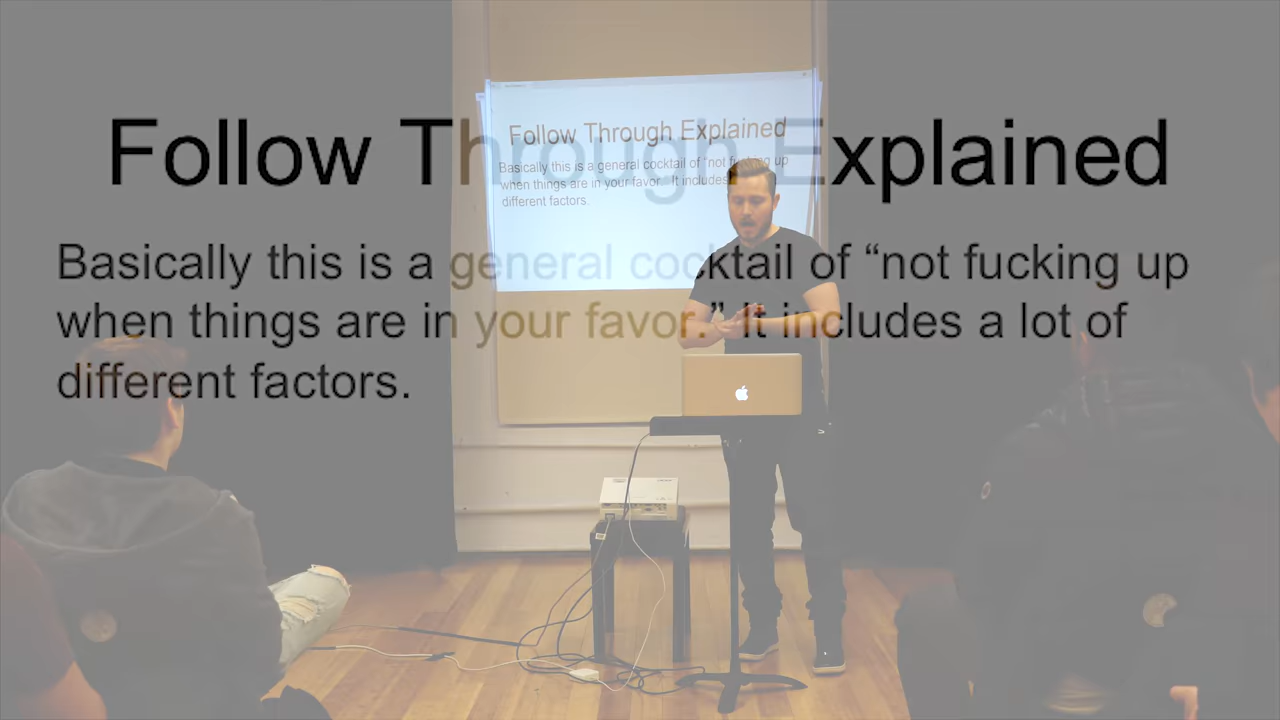 Follow Through Explained
Basically this is a general cocktail of “not fucking up
when things are in your favor.” It includes a lot of
different factors.
Follow Through Explained
Basically this is a general cocktail of “not fucking up
when things are in your favor.” It includes
different factors.